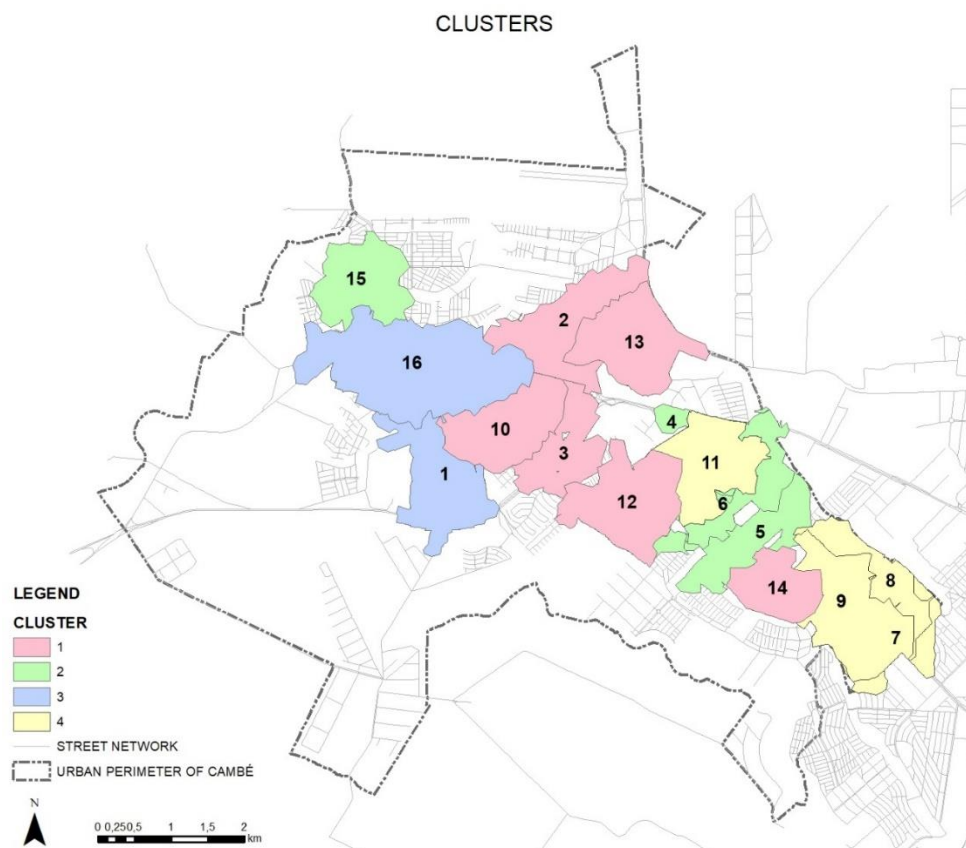 CLUSTERS
15
2
13
16
4
10
3
11
1
12
6
5
14
9
8
7
LEGEND
CLUSTER
1
2
3
4
STREET NETWORK
URBAN PERIMETER OF CAMBÉ
N
0 0,250,5 1 1,5 2
km